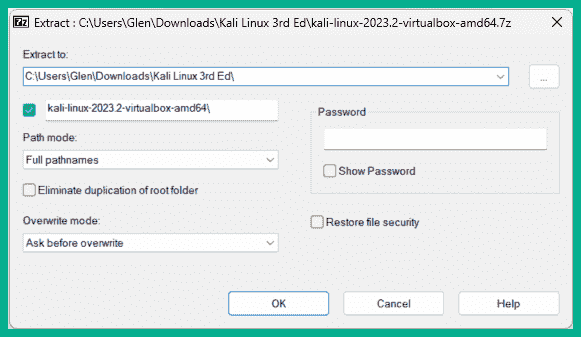 7z Extract : C:\Users\Glen\Downloads\Kali Linux 3rd Ed\kali-linux-2023.2-virtualbox-amd64.7z
Extract to:
C:\Users\Glen\Downloads\Kali Linux 3rd Ed\
...
kali-linux-2023.2-virtualbox-amd64\
Password
Path mode:
Full pathnames
Show Password
Eliminate duplication of root folder
Overwrite mode:
Restore file security
Ask before overwrite
OK
Cancel
Help